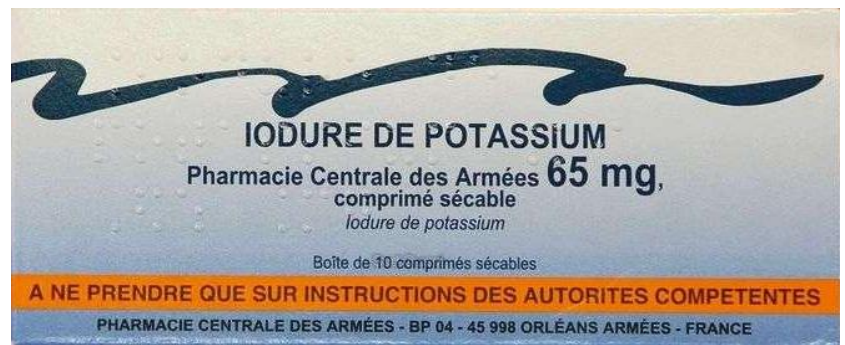 IODURE DE POTASSIUM
Pharmacie Centrale des Armées 65 mg,
comprimé sécable
Iodure de potassium
Boîte de 10 comprimés sécables
A NE PRENDRE QUE SUR INSTRUCTIONS DES AUTORITES COMPETENTES
PHARMACIE CENTRALE DES ARMÉES - BP 04 - 45 998 ORLÉANS ARMÉES - FRANCE